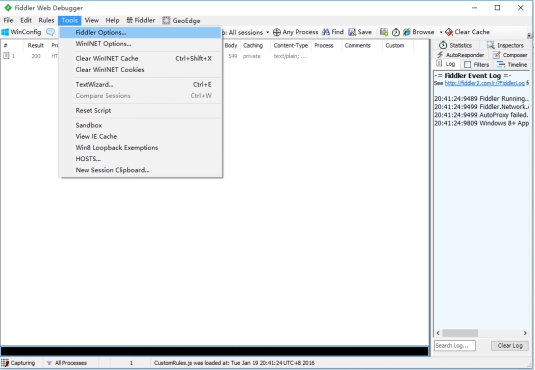 Fiddler Web Debugger
File Edit Rules Tools View Help Fiddler GeoEdge
WinConfig All sessions Any Process Find Save Browse Clear Cache
# Result Body Caching Content-Type Process Comments Custom
1 200 549 private text/plain; ...
Fiddler Options...
WinINET Options...
Clear WinINET Cache Ctrl+Shift+X
Clear WinINET Cookies
TextWizard... Ctrl+E
Compare Sessions Ctrl+W
Reset Script
Sandbox
View IE Cache
Win8 Loopback Exemptions
HOSTS...
New Session Clipboard...
Statistics Inspectors
AutoResponder Composer
Log Filters Timeline
-= Fiddler Event Log =-
See http://fiddler2.com/r/?FiddlerLog
20:41:24:9489 Fiddler Running...
20:41:24:9499 Fiddler.Network.
20:41:24:9499 AutoProxy failed.
20:41:24:9809 Windows 8+ App
Search Log... Clear Log
Capturing All Processes 1 CustomRules.js was loaded at: Tue Jan 19 20:41:24 UTC+8 2016